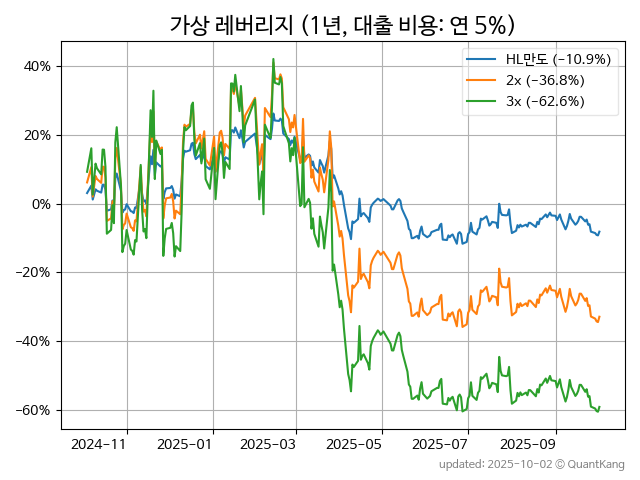 가상 레버리지 (1년, 대출 비용: 연 5%)
HL만도 (−10.9%)
2x (−36.8%)
3x (−62.6%)
40%
20%
0%
−20%
−40%
−60%
2024-11 2025-01 2025-03 2025-05 2025-07 2025-09
updated: 2025-10-02 © QuantKang